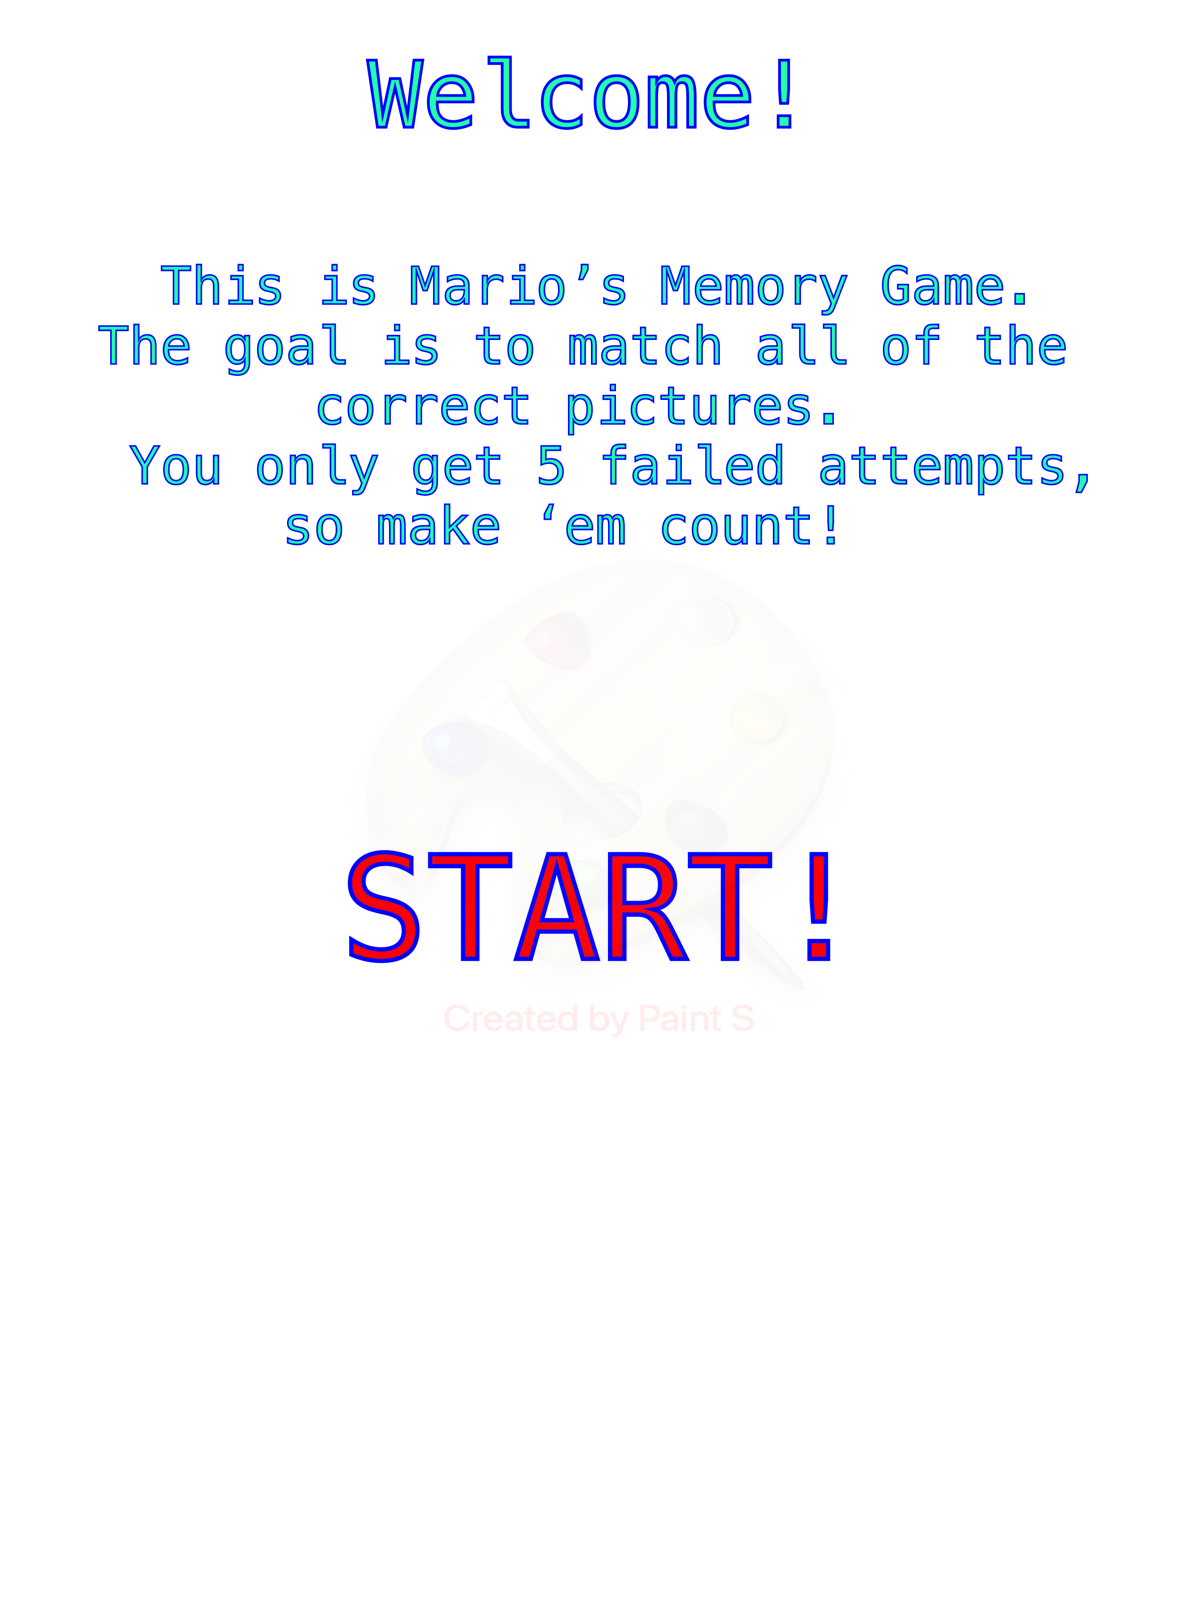 Welcome!
This is Mario’s Memory Game.
The goal is to match all of the
correct pictures.
You only get 5 failed attempts,
so make ‘em count!
START!
Created by Paint S